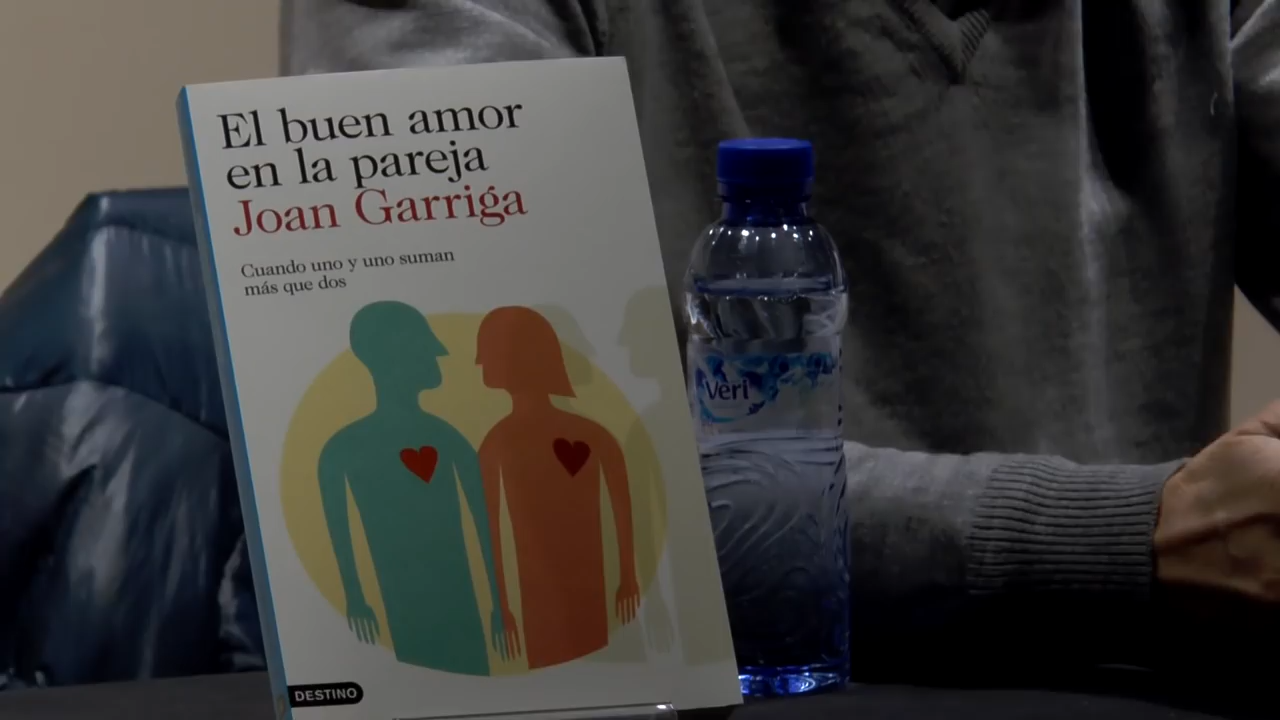 El buen amor
en la pareja
Joan Garriga
Cuando uno y uno suman
más que dos
DESTINO
Veri